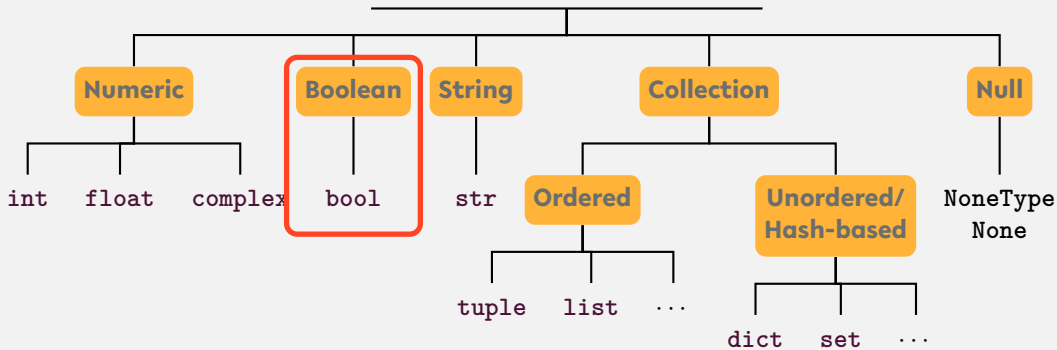 Numeric
Boolean
String
Collection
Null
int
float
complex
bool
str
Ordered
Unordered/
Hash-based
NoneType
None
tuple
list
...
dict
set
...